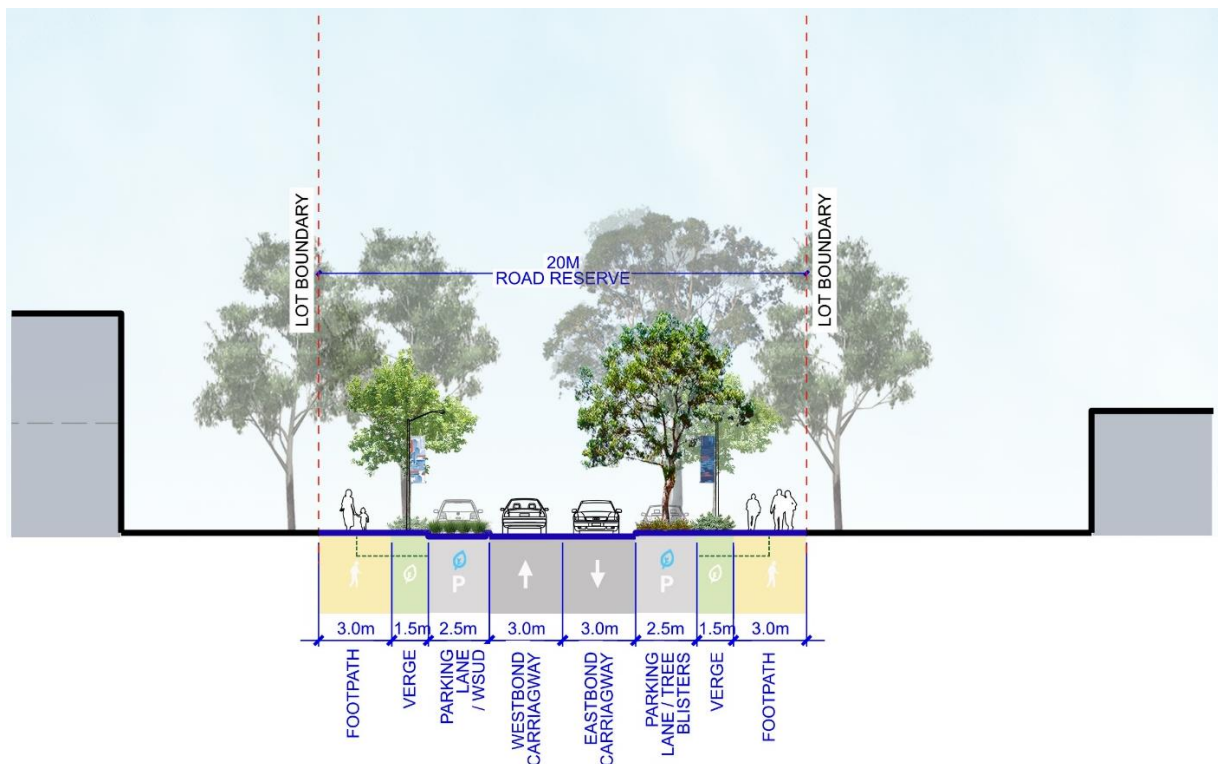 LOT BOUNDARY
20M
ROAD RESERVE
LOT BOUNDARY
P
P
3.0m
1.5m
2.5m
3.0m
3.0m
2.5m
1.5m
3.0m
FOOTPATH
VERGE
PARKING
LANE
/ WSUD
WESTBOND
CARRIAGWAY
EASTBOND
CARRIAGWAY
PARKING
LANE / TREE
BLISTERS
VERGE
FOOTPATH